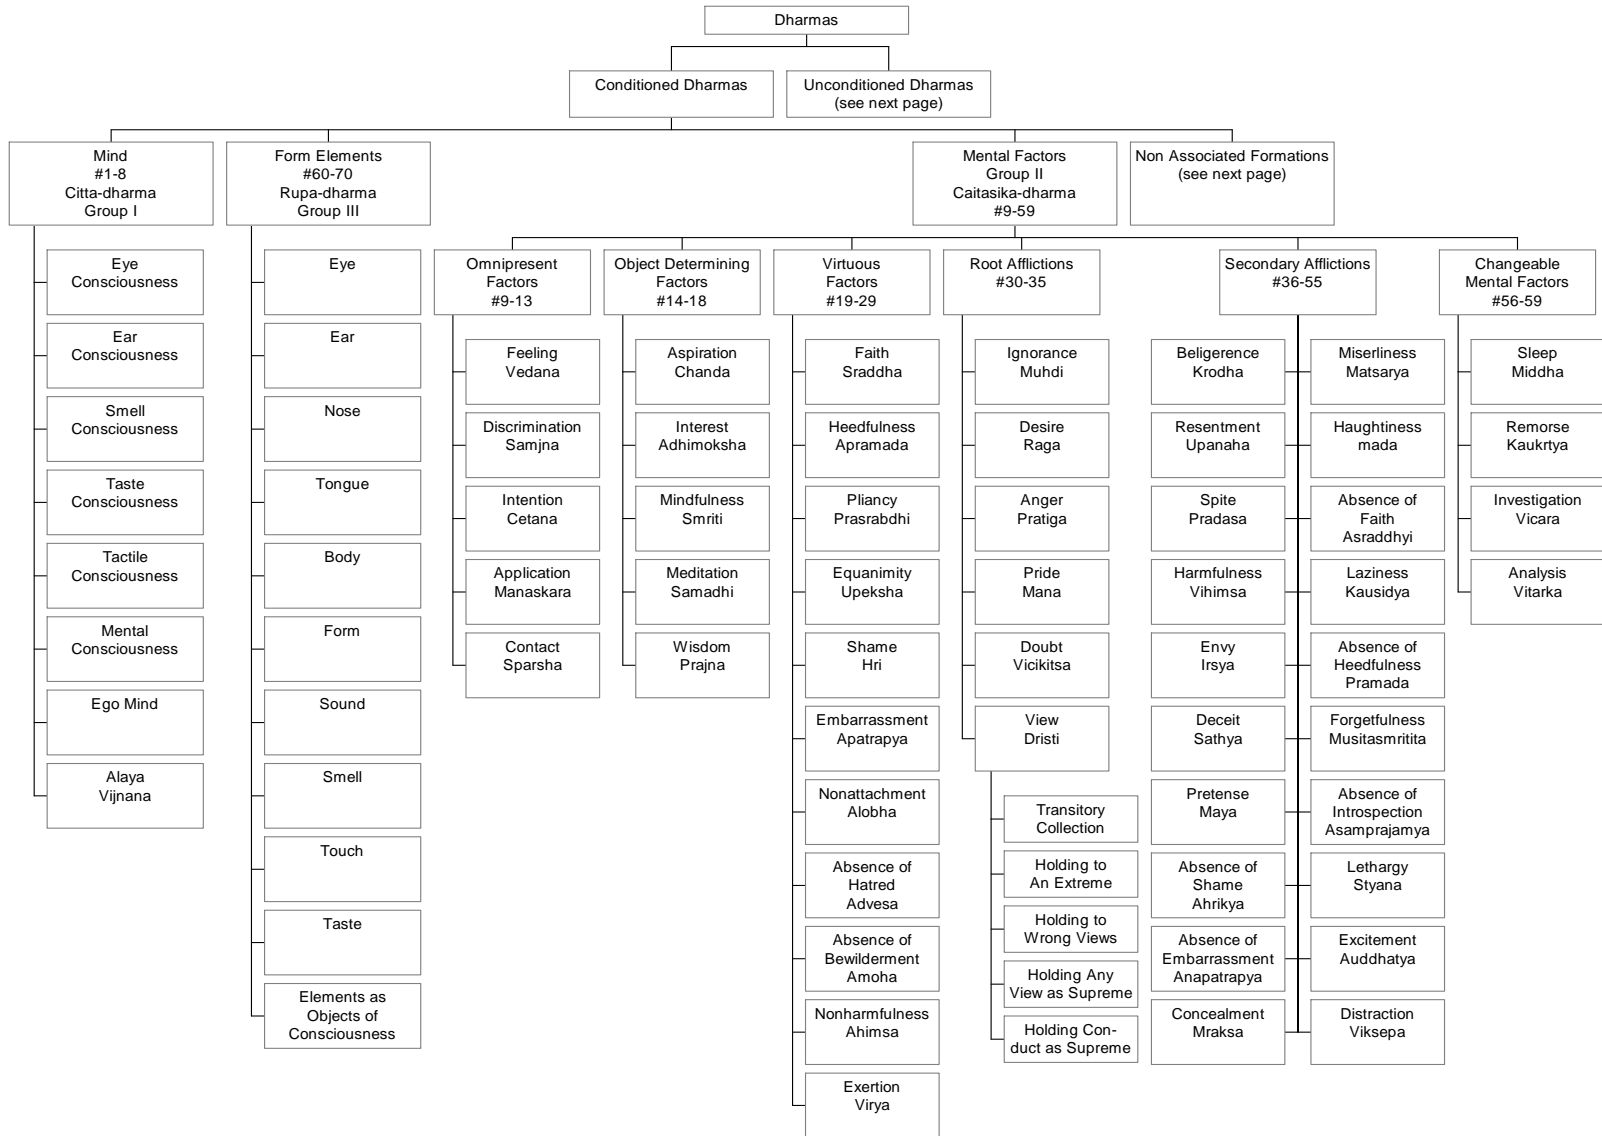 Dharmas
Conditioned Dharmas
Unconditioned Dharmas
(see next page)
Mind
#1-8
Citta-dharma
Group I
Form Elements
#60-70
Rupa-dharma
Group III
Mental Factors
Group II
Caitasika-dharma
#9-59
Non Associated Formations
(see next page)
Eye
Consciousness
Ear
Consciousness
Smell
Consciousness
Taste
Consciousness
Tactile
Consciousness
Mental
Consciousness
Ego Mind
Alaya
Vijnana
Eye
Ear
Nose
Tongue
Body
Form
Sound
Smell
Touch
Taste
Elements as
Objects of
Consciousness
Omnipresent
Factors
#9-13
Feeling
Vedana
Discrimination
Samjna
Intention
Cetana
Application
Manaskara
Contact
Sparsha
Object Determining
Factors
#14-18
Aspiration
Chanda
Interest
Adhimoksha
Mindfulness
Smriti
Meditation
Samadhi
Wisdom
Prajna
Virtuous
Factors
#19-29
Faith
Sraddha
Heedfulness
Apramada
Pliancy
Prasrabdhi
Equanimity
Upeksha
Shame
Hri
Embarrassment
Apatrapya
Nonattachment
Alobha
Absence of
Hatred
Advesa
Absence of
Bewilderment
Amoha
Nonharmfulness
Ahimsa
Exertion
Virya
Root Afflictions
#30-35
Ignorance
Muhdi
Desire
Raga
Anger
Pratiga
Pride
Mana
Doubt
Vicikitsa
View
Dristi
Transitory
Collection
Holding to
An Extreme
Holding to
Wrong Views
Holding Any
View as Supreme
Holding Con-
duct as Supreme
Secondary Afflictions
#36-55
Beligerence
Krodha
Resentment
Upanaha
Spite
Pradasa
Harmfulness
Vihimsa
Envy
Irsya
Deceit
Sathya
Pretense
Maya
Absence of
Shame
Ahrikya
Absence of
Embarrassment
Anapatrapya
Concealment
Mraksa
Miserliness
Matsarya
Haughtiness
mada
Absence of
Faith
Asraddhyi
Laziness
Kausidya
Absence of
Heedfulness
Pramada
Forgetfulness
Musitasmritita
Absence of
Introspection
Asamprajamya
Lethargy
Styana
Excitement
Auddhatya
Distraction
Viksepa
Changeable
Mental Factors
#56-59
Sleep
Middha
Remorse
Kaukrtya
Investigation
Vicara
Analysis
Vitarka